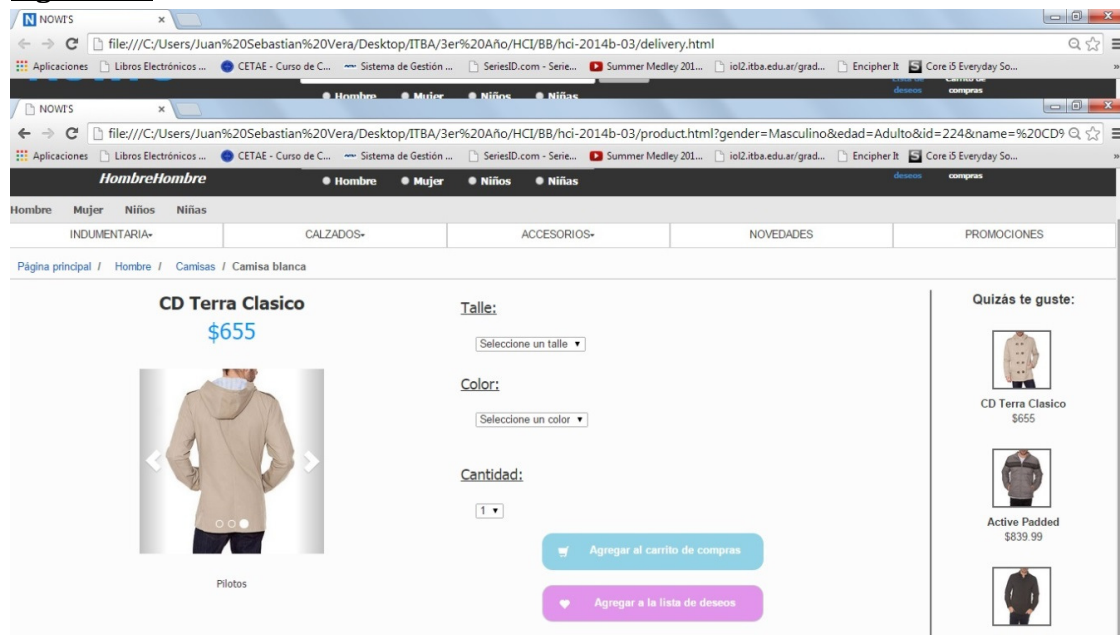 NOWI'S
file:///C:/Users/Juan%20Sebastian%20Vera/Desktop/ITBA/3er%20Año/HCI/BB/hci-2014b-03/delivery.html
Aplicaciones Libros Electrónicos ... CETAE - Curso de C... Sistema de Gestión ... SeriesID.com - Serie... Summer Medley 201... iol2.itba.edu.ar/grad... Encipher It Core i5 Everyday So... »
Hombre Mujer Niños Niñas deseos compras
NOWI'S
file:///C:/Users/Juan%20Sebastian%20Vera/Desktop/ITBA/3er%20Año/HCI/BB/hci-2014b-03/product.html?gender=Masculino&edad=Adulto&id=224&name=%20CD%
Aplicaciones Libros Electrónicos ... CETAE - Curso de C... Sistema de Gestión ... SeriesID.com - Serie... Summer Medley 201... iol2.itba.edu.ar/grad... Encipher It Core i5 Everyday So... »
HombreHombre Hombre Mujer Niños Niñas deseos compras
Hombre Mujer Niños Niñas
INDUMENTARIA CALZADOS ACCESORIOS NOVEDADES PROMOCIONES
Página principal / Hombre / Camisas / Camisa blanca
CD Terra Clasico
$655
Pilotos
Talle:
Seleccione un talle
Color:
Seleccione un color
Cantidad:
1
Agregar al carrito de compras
Agregar a la lista de deseos
Quizás te guste:
CD Terra Clasico
$655
Active Padded
$839.99